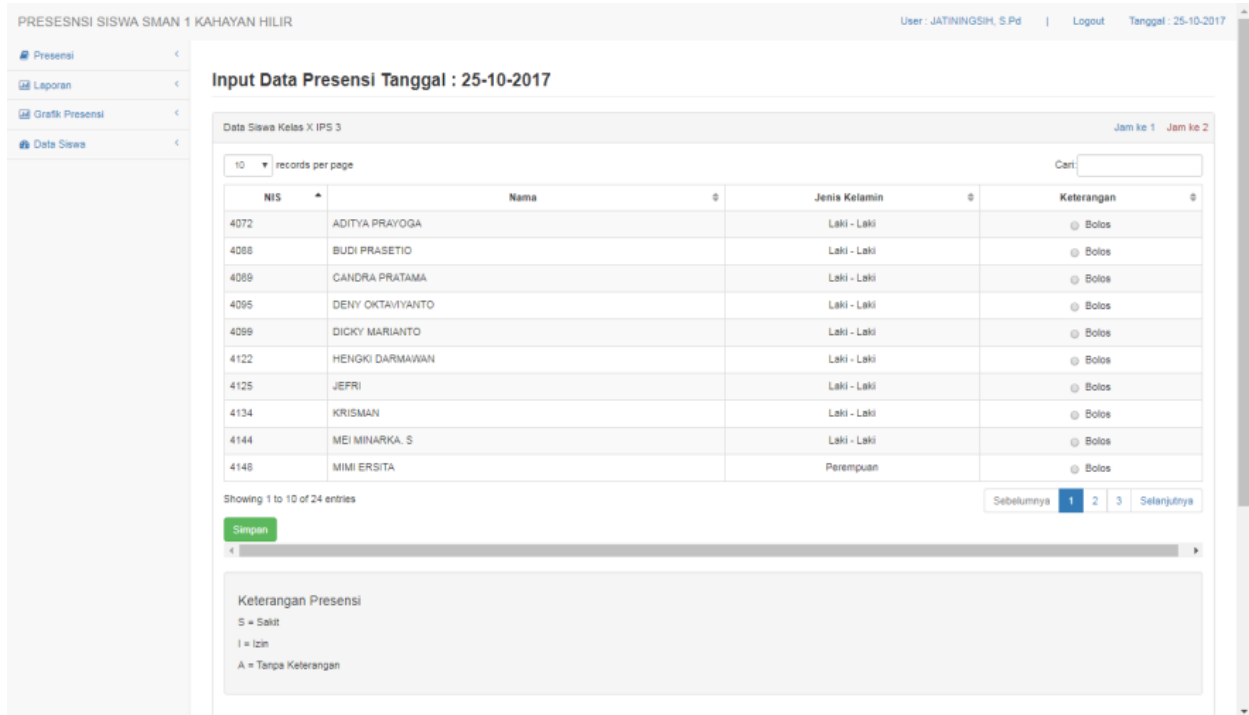 PRESESNSI SISWA SMAN 1 KAHAYAN HILIR
User : JATININGSIH, S.Pd | Logout Tanggal : 25-10-2017
Presensi
Laporan
Grafik Presensi
Data Siswa
Input Data Presensi Tanggal : 25-10-2017
Data Siswa Kelas X IPS 3 Jam ke 1 Jam ke 2
10 records per page Cari:
NIS Nama Jenis Kelamin Keterangan
4072 ADITYA PRAYOGA Laki - Laki Bolos
4088 BUDI PRASETIO Laki - Laki Bolos
4089 CANDRA PRATAMA Laki - Laki Bolos
4095 DENY OKTAVIYANTO Laki - Laki Bolos
4099 DICKY MARIANTO Laki - Laki Bolos
4122 HENGKI DARMAWAN Laki - Laki Bolos
4125 JEFRI Laki - Laki Bolos
4134 KRISMAN Laki - Laki Bolos
4144 MEI MINARKA. S Laki - Laki Bolos
4148 MIMI ERSITA Perempuan Bolos
Showing 1 to 10 of 24 entries Sebelumnya 1 2 3 Selanjutnya
Simpan
Keterangan Presensi
S = Sakit
I = Izin
A = Tanpa Keterangan